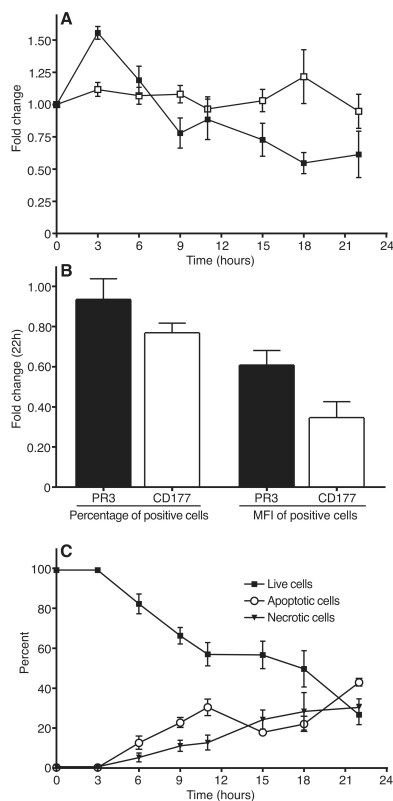 A
1.50
1.25
1.00
0.75
0.50
0.25
0
Fold change
0 3 6 9 12 15 18 21 24
Time (hours)
B
1.00
0.80
0.60
0.40
0.20
0
Fold change (22h)
PR3 CD177 PR3 CD177
Percentage of positive cells MFI of positive cells
C
100
80
60
40
20
0
Percent
Live cells
Apoptotic cells
Necrotic cells
0 3 6 9 12 15 18 21 24
Time (hours)